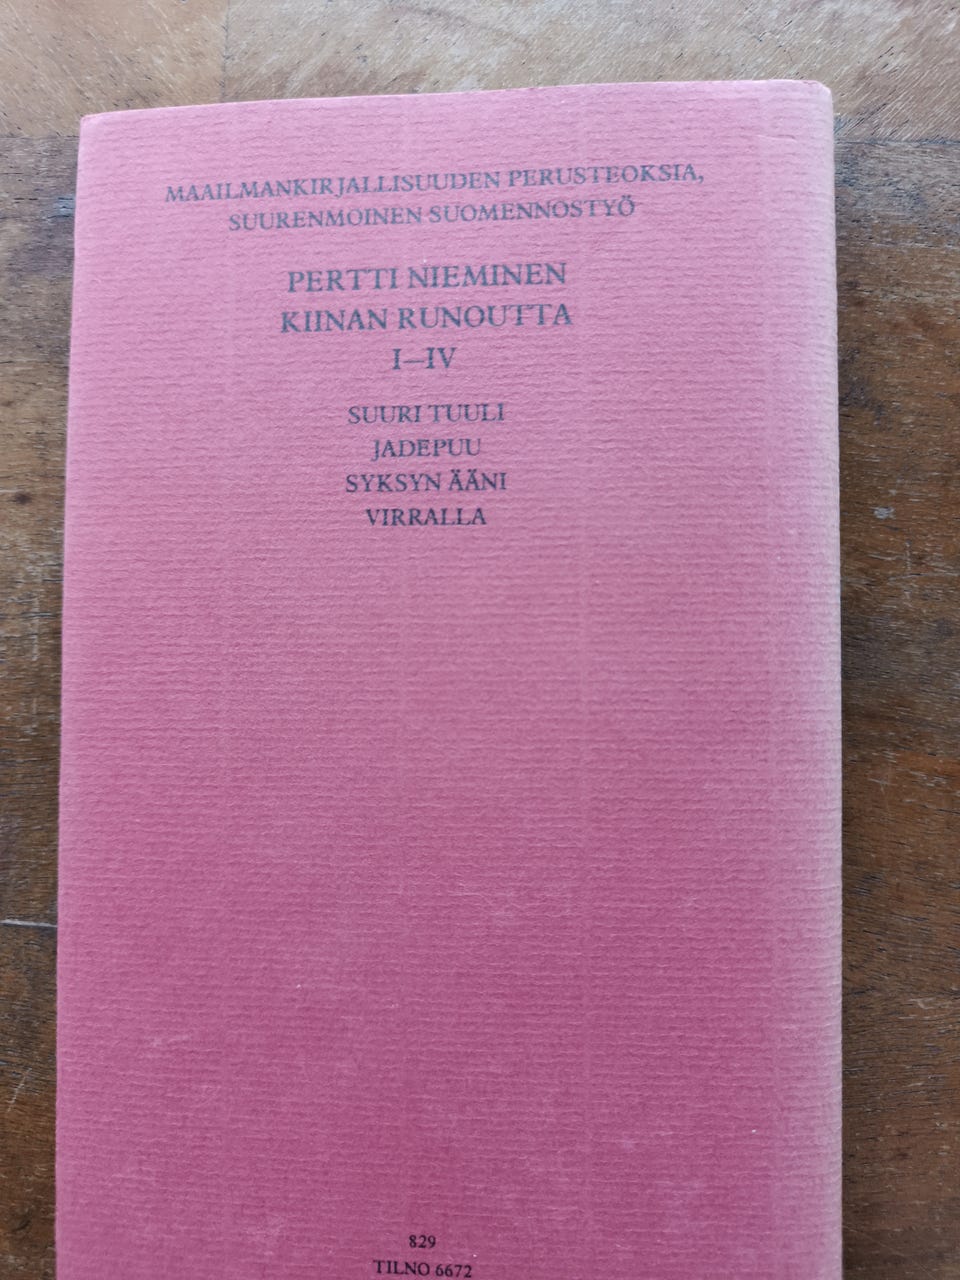 MAAILMANKIRJALLISUUDEN PERUSTEOKSIA,
SUURENMOINEN SUOMENNOSTYÖ
PERTTI NIEMINEN
KIINAN RUNOUTTA
I—IV
SUURI TUULI
JADEPUU
SYKSYN ÄÄNI
VIRRALLA
829
TILNO 6672